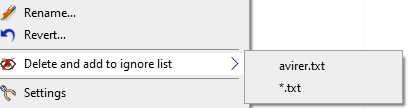 Rename...
Revert...
Delete and add to ignore list
avirer.txt
*.txt
Settings